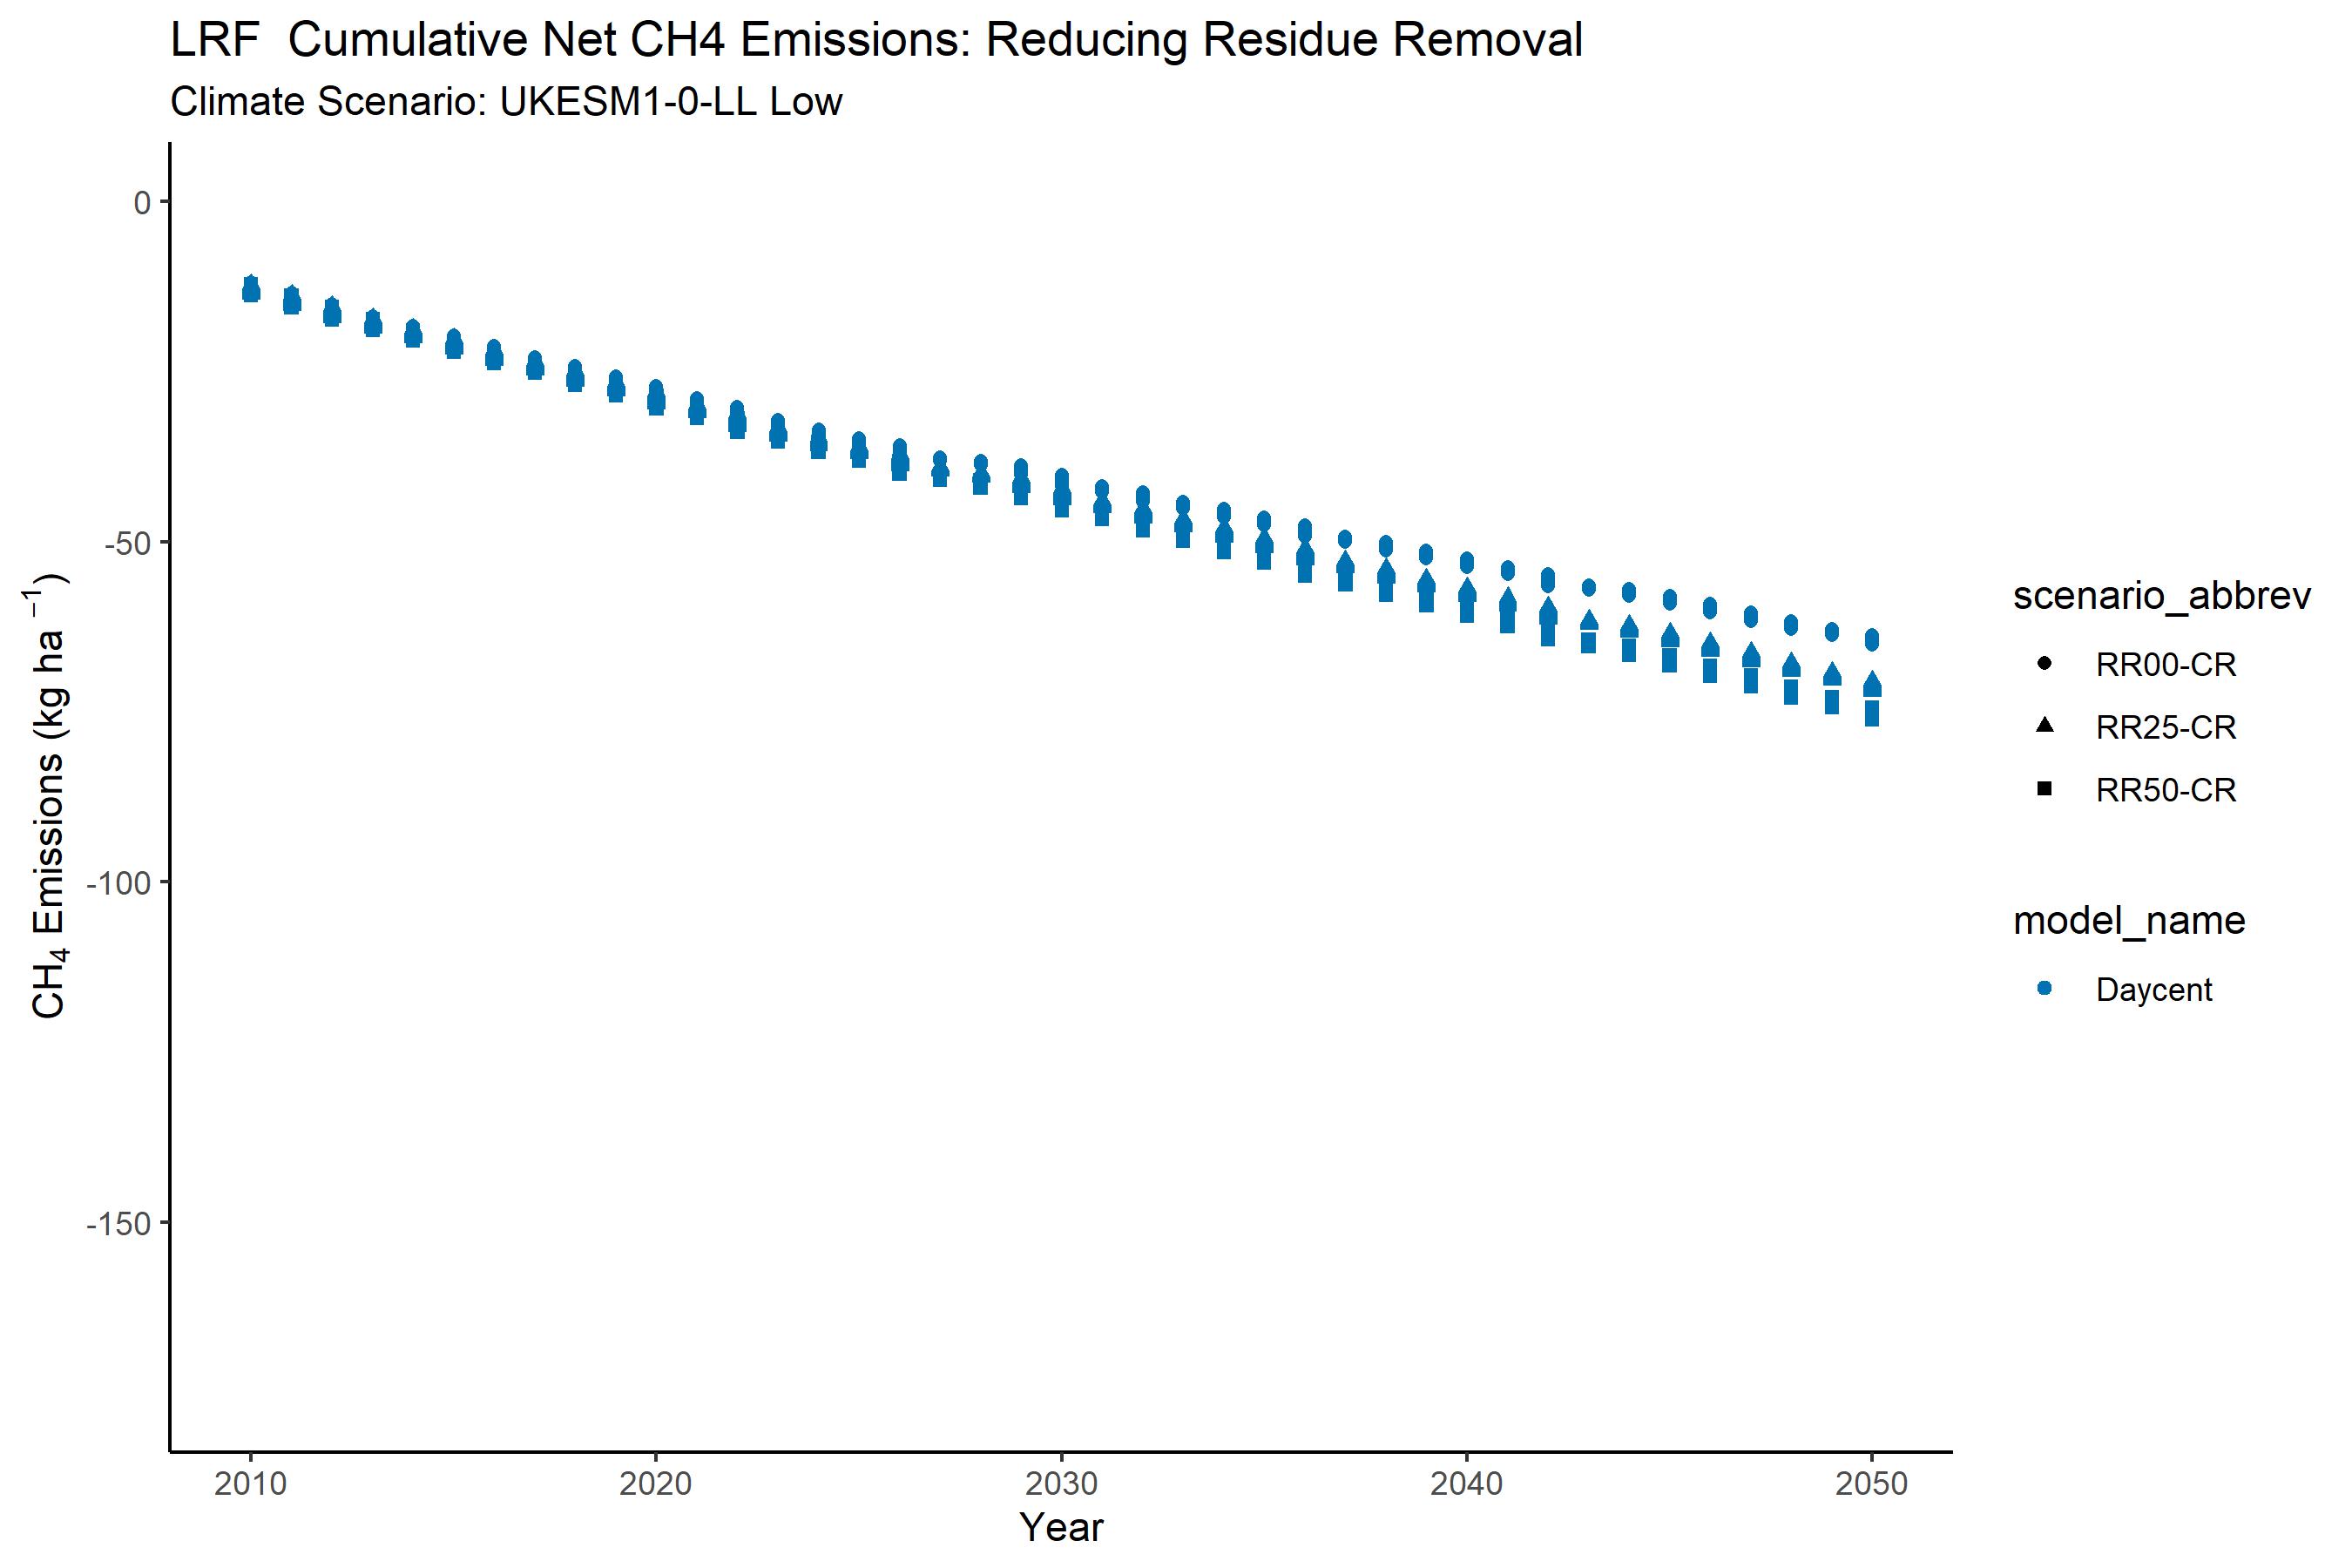 LRF  Cumulative Net CH4 Emissions: Reducing Residue Removal
Climate Scenario: UKESM1-0-LL Low
CH₄ Emissions (kg ha ⁻¹)
0
-50
-100
-150
2010
2020
2030
2040
2050
Year
scenario_abbrev
RR00-CR
RR25-CR
RR50-CR
model_name
Daycent